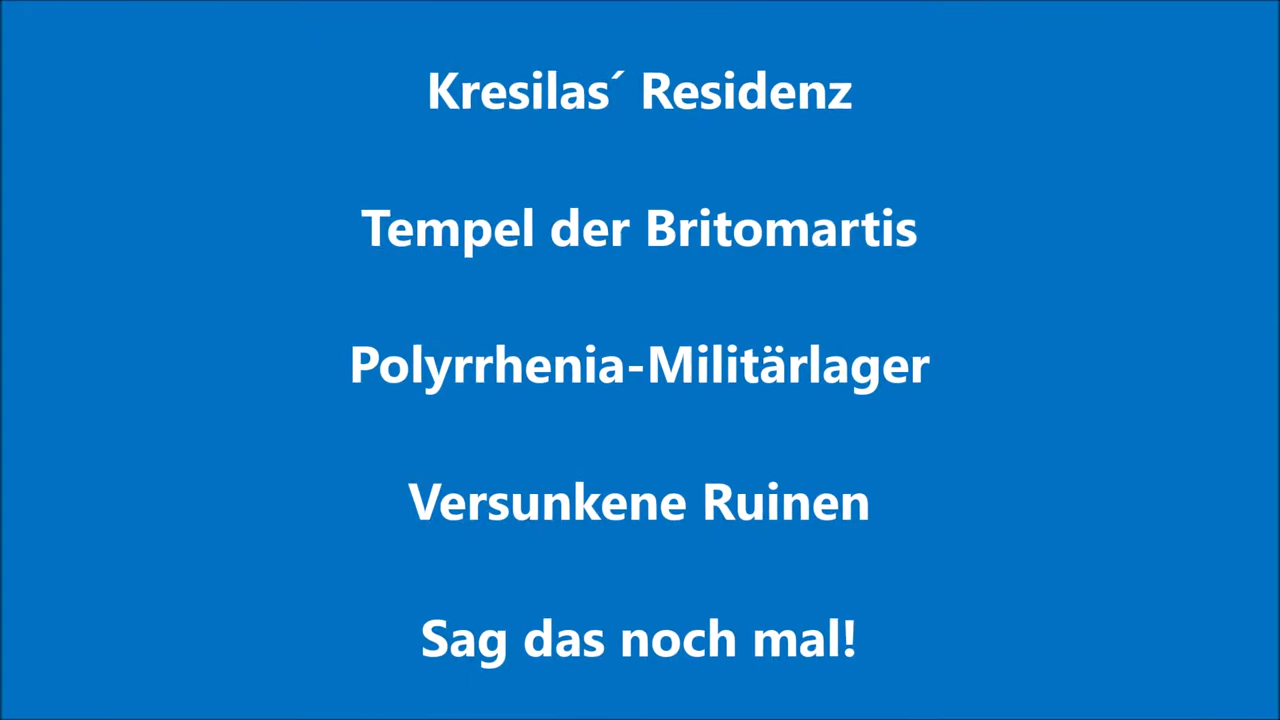 Kresilas´ Residenz
Tempel der Britomartis
Polyrrhenia-Militärlager
Versunkene Ruinen
Sag das noch mal!